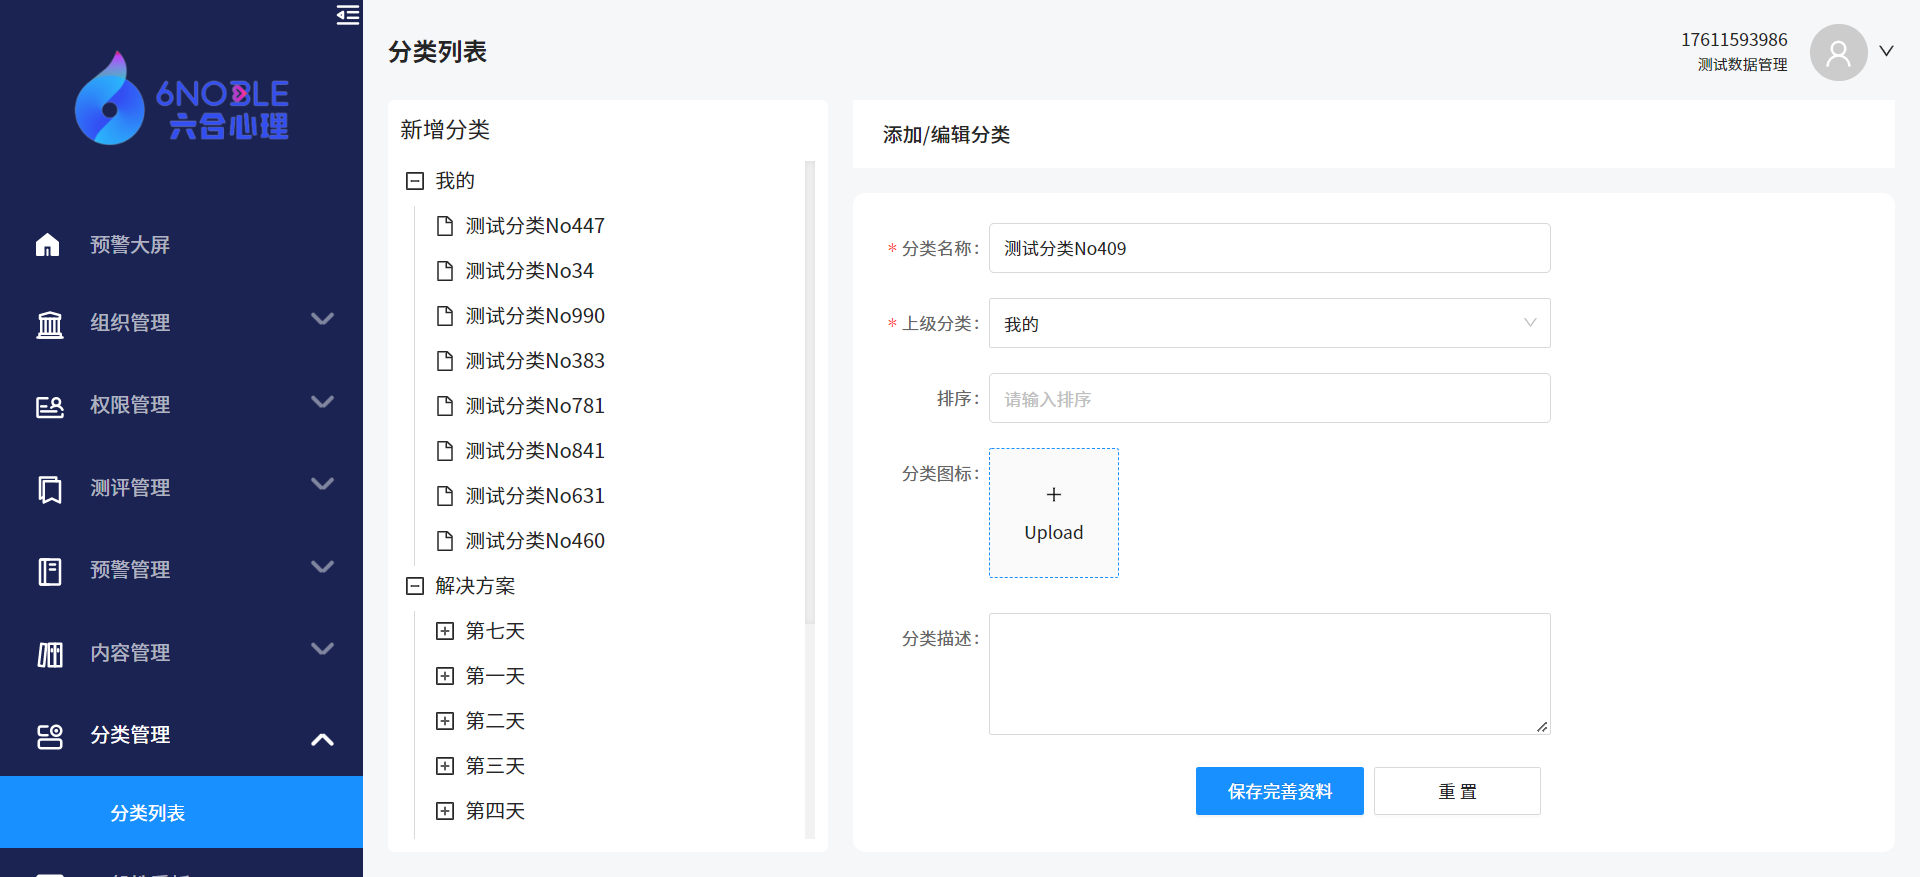 6NOBLE
六合心理
预警大屏
组织管理
权限管理
测评管理
预警管理
内容管理
分类管理
分类列表
分类列表
17611593986
测试数据管理
新增分类
我的
测试分类No447
测试分类No34
测试分类No990
测试分类No383
测试分类No781
测试分类No841
测试分类No631
测试分类No460
解决方案
第七天
第一天
第二天
第三天
第四天
添加/编辑分类
* 分类名称: 测试分类No409
* 上级分类: 我的
排序: 请输入排序
分类图标:
Upload
分类描述:
保存完善资料 重 置